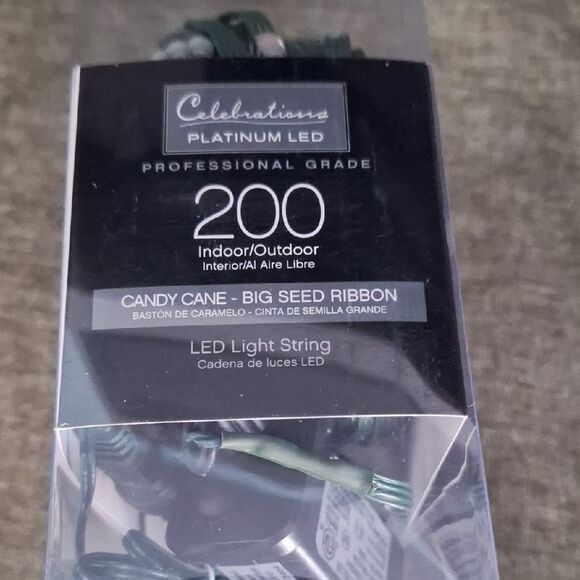 Celebrations
PLATINUM LED
PROFESSIONAL GRADE
200
Indoor/Outdoor
Interior/Al Aire Libre
CANDY CANE - BIG SEED RIBBON
BASTÓN DE CARAMELO - CINTA DE SEMILLA GRANDE
LED Light String
Cadena de luces LED